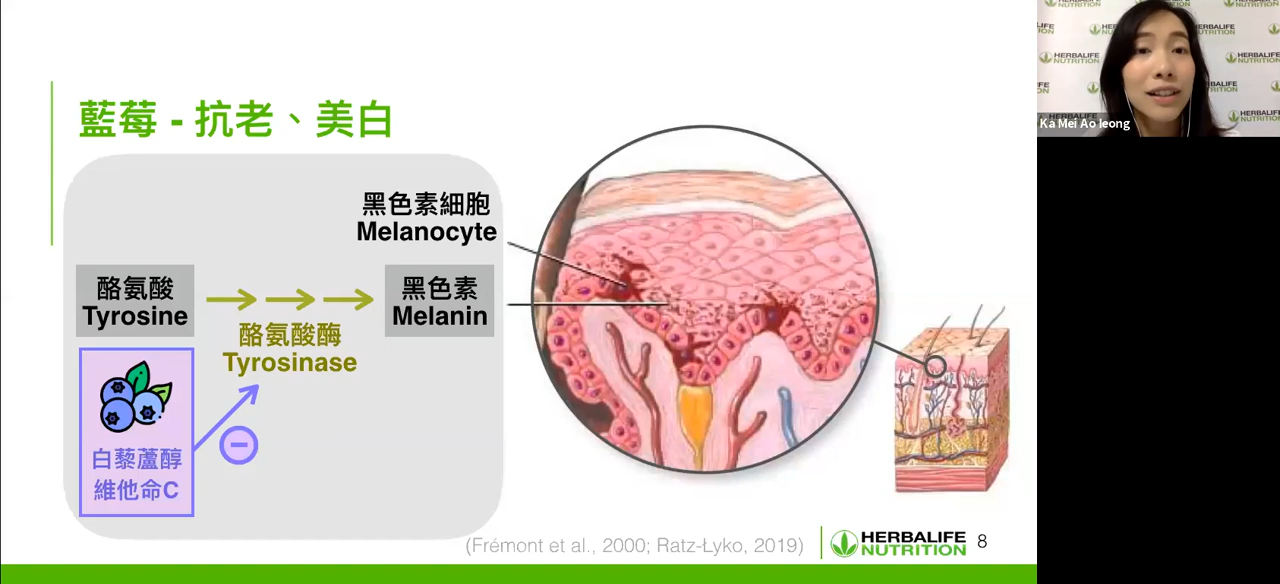 藍莓 - 抗老、美白
黑色素細胞
Melanocyte
酪氨酸
Tyrosine
黑色素
Melanin
酪氨酸酶
Tyrosinase
白藜蘆醇
維他命C
(Frémont et al., 2000; Ratz-Łyko, 2019)
HERBALIFE
NUTRITION
8
HERBALIFE
NUTRITION
Ka Mei Ao Ieong